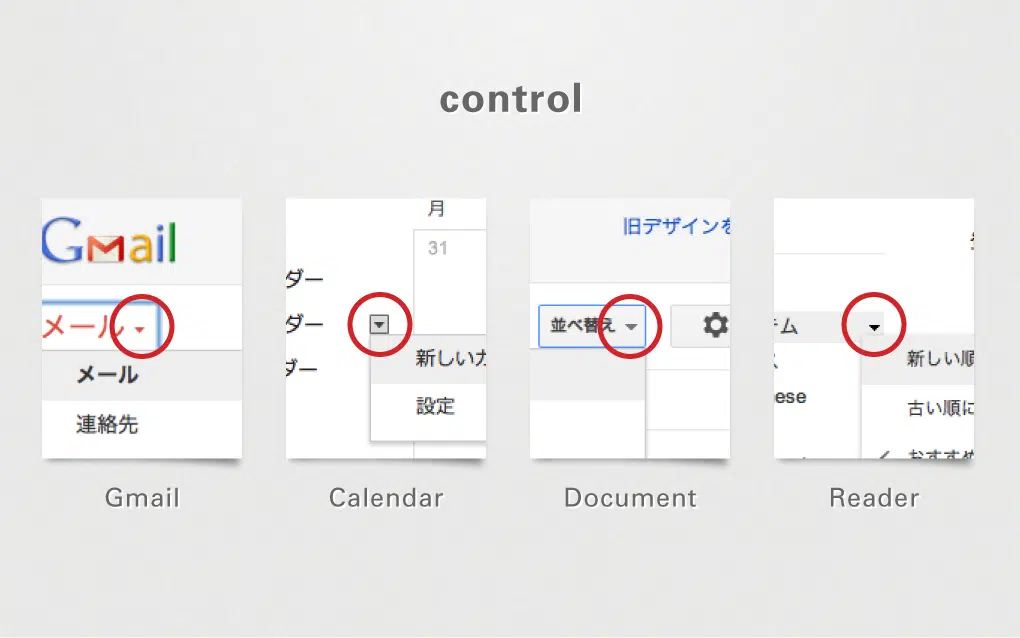 control
Gmail
メール
メール
連絡先
月
31
ダー
ダー
ダー
新しいカ
設定
旧デザインを
並べ替え
テム
ese
新しい順
古い順に
おすすめ
Gmail
Calendar
Document
Reader